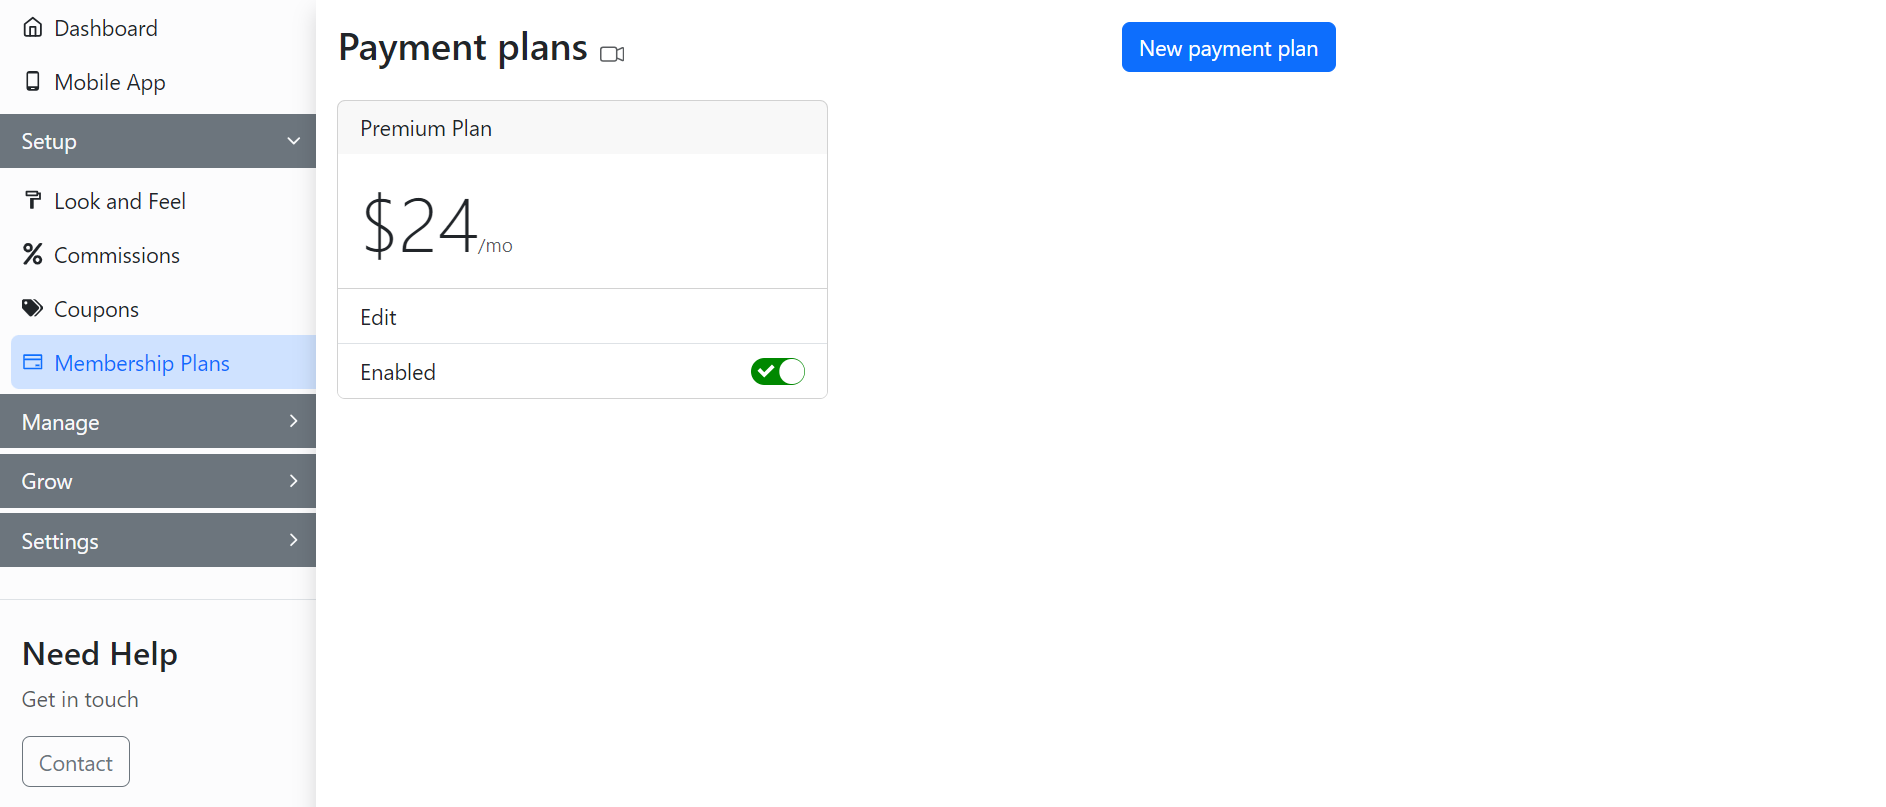 Dashboard
Mobile App
Setup
Look and Feel
Commissions
Coupons
Membership Plans
Manage
Grow
Settings
Need Help
Get in touch
Contact
Payment plans
New payment plan
Premium Plan
$24/mo
Edit
Enabled